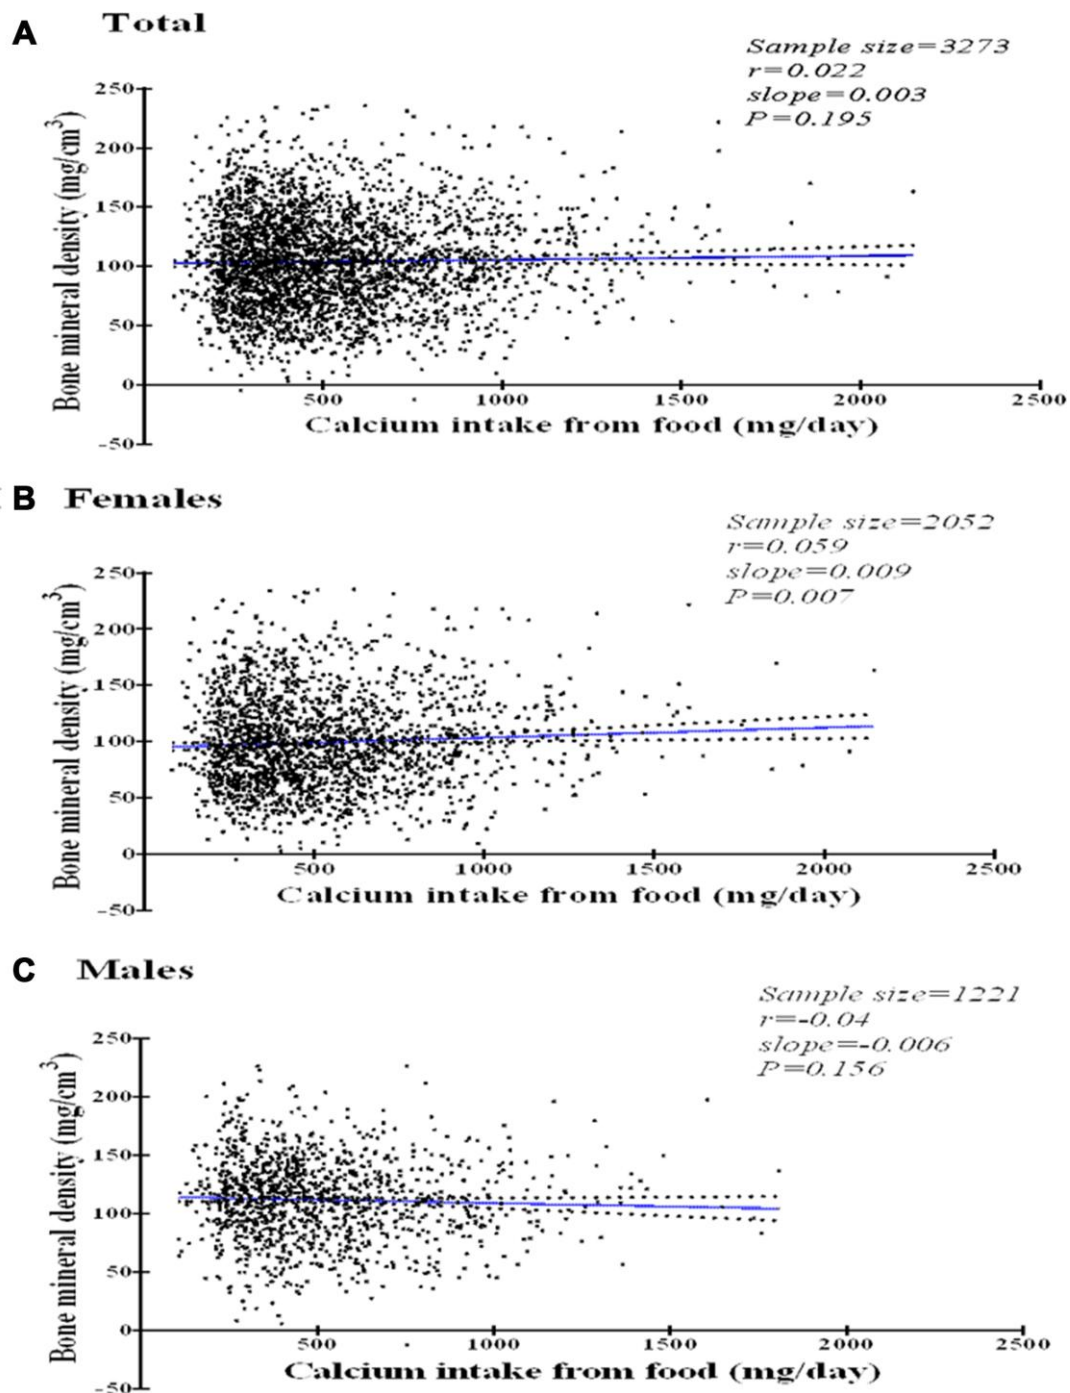 A Total
Sample size=3273
r=0.022
slope=0.003
P=0.195
Bone mineral density (mg/cm³)
250
200
150
100
50
0
-50
500 1000 1500 2000 2500
Calcium intake from food (mg/day)
B Females
Sample size=2052
r=0.059
slope=0.009
P=0.007
Bone mineral density (mg/cm³)
250
200
150
100
50
0
-50
500 1000 1500 2000 2500
Calcium intake from food (mg/day)
C Males
Sample size=1221
r=-0.04
slope=-0.006
P=0.156
Bone mineral density (mg/cm³)
250
200
150
100
50
0
-50
500 1000 1500 2000 2500
Calcium intake from food (mg/day)